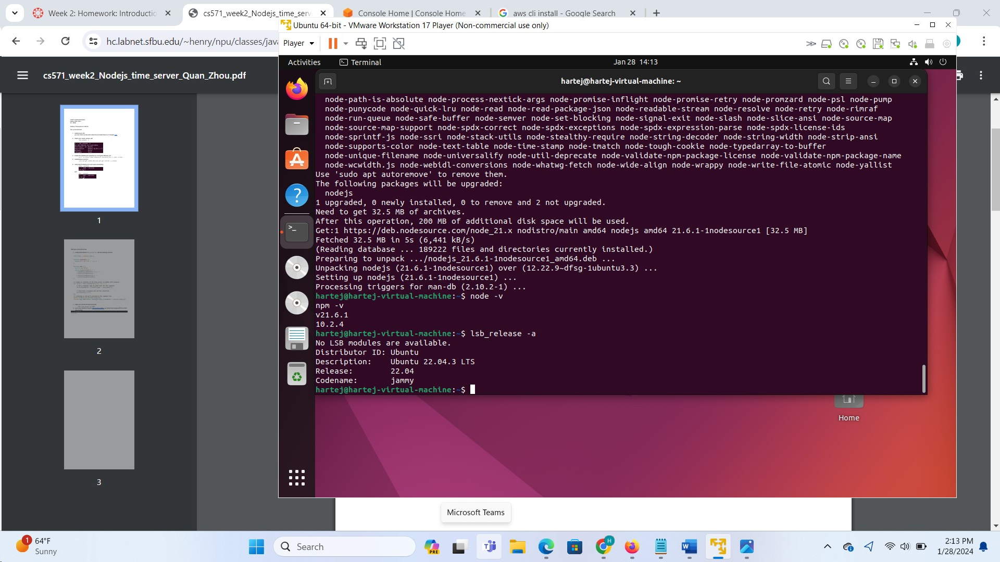 Week 2: Homework: Introductio
cs571_week2_Nodejs_time_serv
Console Home | Console Home
aws cli install - Google Search
Ubuntu 64-bit - VMware Workstation 17 Player (Non-commercial use only)
hc.labnet.sfbu.edu/~henry/npu/classes/java
Player
Activities
Terminal
Jan 28 14:13
cs571_week2_Nodejs_time_server_Quan_Zhou.pdf
hartej@hartej-virtual-machine: ~
node-path-is-absolute node-process-nextick-args node-promise-inflight node-promise-retry node-promzard node-psl node-pump
node-punycode node-quick-lru node-read node-read-package-json node-readable-stream node-resolve node-retry node-rimraf
node-run-queue node-safe-buffer node-semver node-set-blocking node-signal-exit node-slash node-slice-ansi node-source-map
node-source-map-support node-spdx-correct node-spdx-exceptions node-spdx-expression-parse node-spdx-license-ids
node-sprintf-js node-ssri node-stack-utils node-stealthy-require node-string-decoder node-string-width node-strip-ansi
node-supports-color node-text-table node-time-stamp node-tmatch node-tough-cookie node-typedarray-to-buffer
node-unique-filename node-universalify node-util-deprecate node-validate-npm-package-license node-validate-npm-package-name
node-wcwidth.js node-webidl-conversions node-whatwg-fetch node-wide-align node-wrappy node-write-file-atomic node-yallist
Use 'sudo apt autoremove' to remove them.
The following packages will be upgraded:
nodejs
1 upgraded, 0 newly installed, 0 to remove and 2 not upgraded.
Need to get 32.5 MB of archives.
After this operation, 200 MB of additional disk space will be used.
Get:1 https://deb.nodesource.com/node_21.x nodistro/main amd64 nodejs amd64 21.6.1-1nodesource1 [32.5 MB]
Fetched 32.5 MB in 5s (6,441 kB/s)
(Reading database ... 189222 files and directories currently installed.)
Preparing to unpack .../nodejs_21.6.1-1nodesource1_amd64.deb ...
Unpacking nodejs (21.6.1-1nodesource1) over (12.22.9~dfsg-1ubuntu3.3) ...
Setting up nodejs (21.6.1-1nodesource1) ...
Processing triggers for man-db (2.10.2-1) ...
hartej@hartej-virtual-machine:~$ node -v
npm -v
v21.6.1
10.2.4
hartej@hartej-virtual-machine:~$ lsb_release -a
No LSB modules are available.
Distributor ID: Ubuntu
Description: Ubuntu 22.04.3 LTS
Release: 22.04
Codename: jammy
hartej@hartej-virtual-machine:~$
1
2
3
Home
Microsoft Teams
1
64°F
Sunny
Search
PRE
H
2:13 PM
1/28/2024